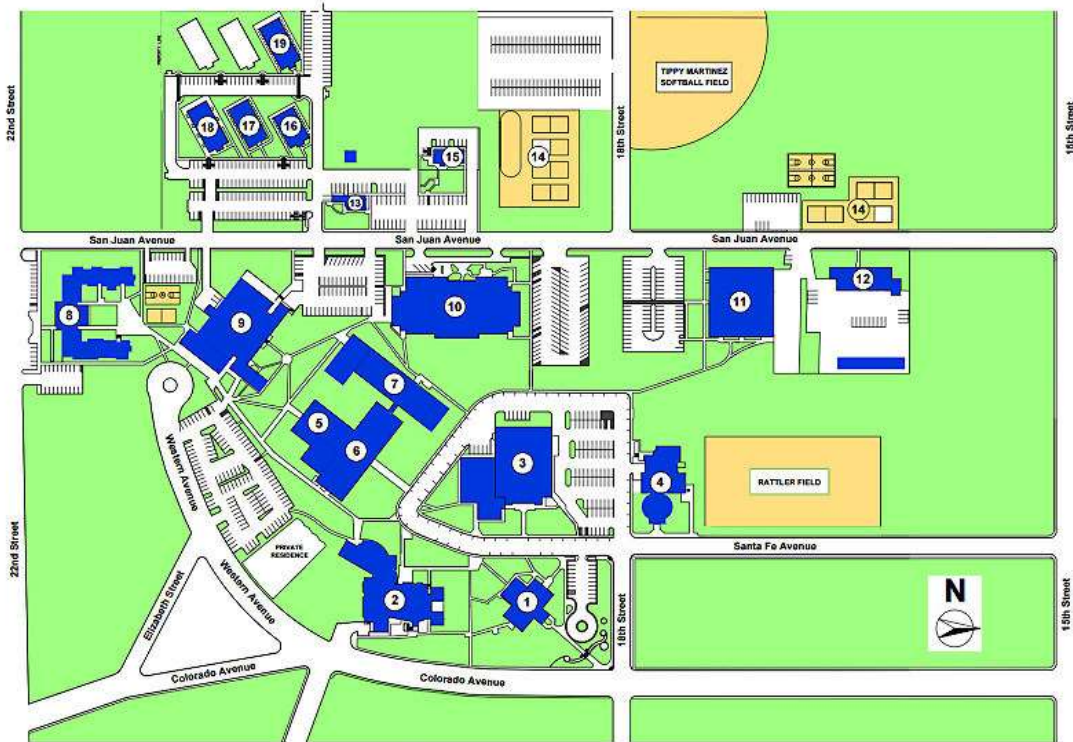 19
TIPPY MARTINEZ
SOFTBALL FIELD
22nd Street
18th Street
15th Street
18
17
16
15
14
13
14
San Juan Avenue
San Juan Avenue
San Juan Avenue
8
9
10
11
12
7
5
6
3
4
RATTLER FIELD
Western Avenue
22nd Street
PRIVATE
RESIDENCE
Santa Fe Avenue
Western Avenue
Elizabeth Street
2
1
18th Street
N
15th Street
Colorado Avenue
Colorado Avenue